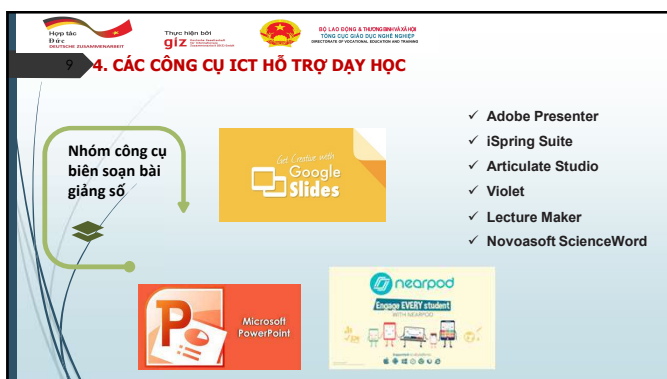 Hợp tác
Đức
DEUTSCHE ZUSAMMENARBEIT
Thực hiện bởi
giz
BỘ LAO ĐỘNG & THƯƠNG BINH VÀ XÃ HỘI
TỔNG CỤC GIÁO DỤC NGHỀ NGHIỆP
DIRECTORATE OF VOCATIONAL EDUCATION AND TRAINING
9
4. CÁC CÔNG CỤ ICT HỖ TRỢ DẠY HỌC
Nhóm công cụ
biên soạn bài
giảng số
Get Creative with
Google
Slides
✓ Adobe Presenter
✓ iSpring Suite
✓ Articulate Studio
✓ Violet
✓ Lecture Maker
✓ Novoasoft ScienceWord
P
Microsoft
PowerPoint
nearpod
Engage EVERY student
WITH NEARPOD